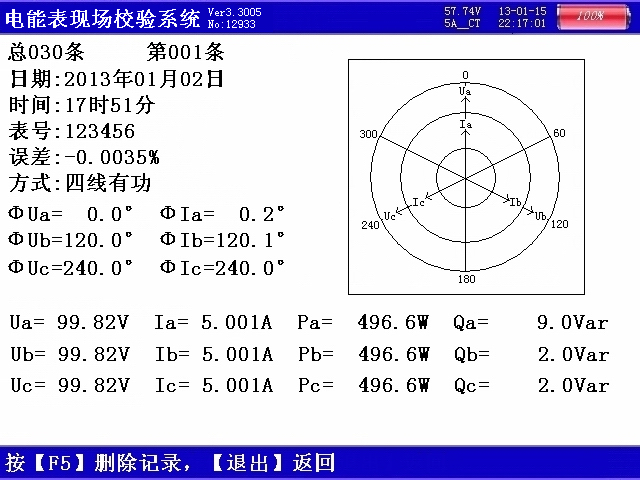 电能表现场校验系统 Ver3.3005 No:12933 57.74V 5A__CT 13-01-15 22:17:01 100%
总030条 第001条
日期:2013年01月02日
时间:17时51分
表号:123456
误差:-0.0035%
方式:四线有功
ΦUa= 0.0° ΦIa= 0.2°
ΦUb=120.0° ΦIb=120.1°
ΦUc=240.0° ΦIc=240.0°
0
Ua
Ia
300 60
Ic Ib
Uc Ub
240 120
180
Ua= 99.82V Ia= 5.001A Pa= 496.6W Qa= 9.0Var
Ub= 99.82V Ib= 5.001A Pb= 496.6W Qb= 2.0Var
Uc= 99.82V Ic= 5.001A Pc= 496.6W Qc= 2.0Var
按【F5】删除记录，【退出】返回